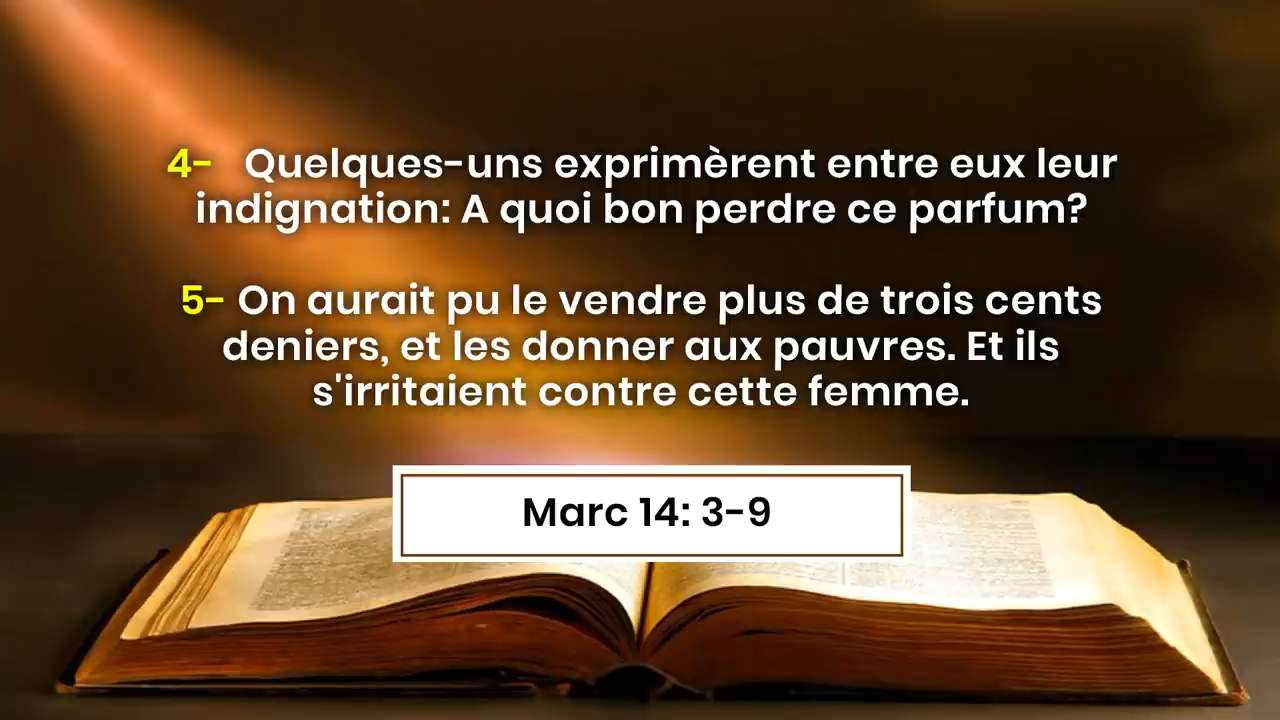 4- Quelques-uns exprimèrent entre eux leur
indignation: A quoi bon perdre ce parfum?
5- On aurait pu le vendre plus de trois cents
deniers, et les donner aux pauvres. Et ils
s'irritaient contre cette femme.
Marc 14: 3-9